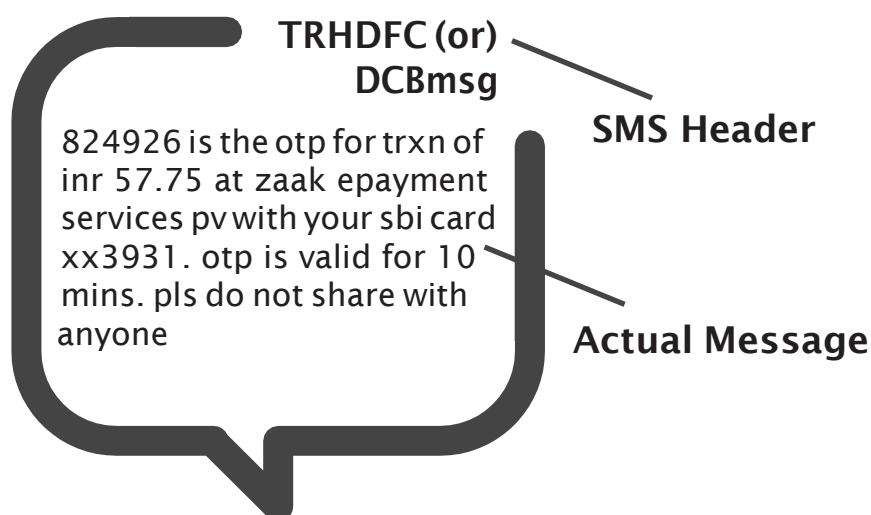 TRHDFC (or)
DCBmsg
SMS Header
824926 is the otp for trxn of
inr 57.75 at zaak epayment
services pv with your sbi card
xx3931. otp is valid for 10
mins. pls do not share with
anyone
Actual Message